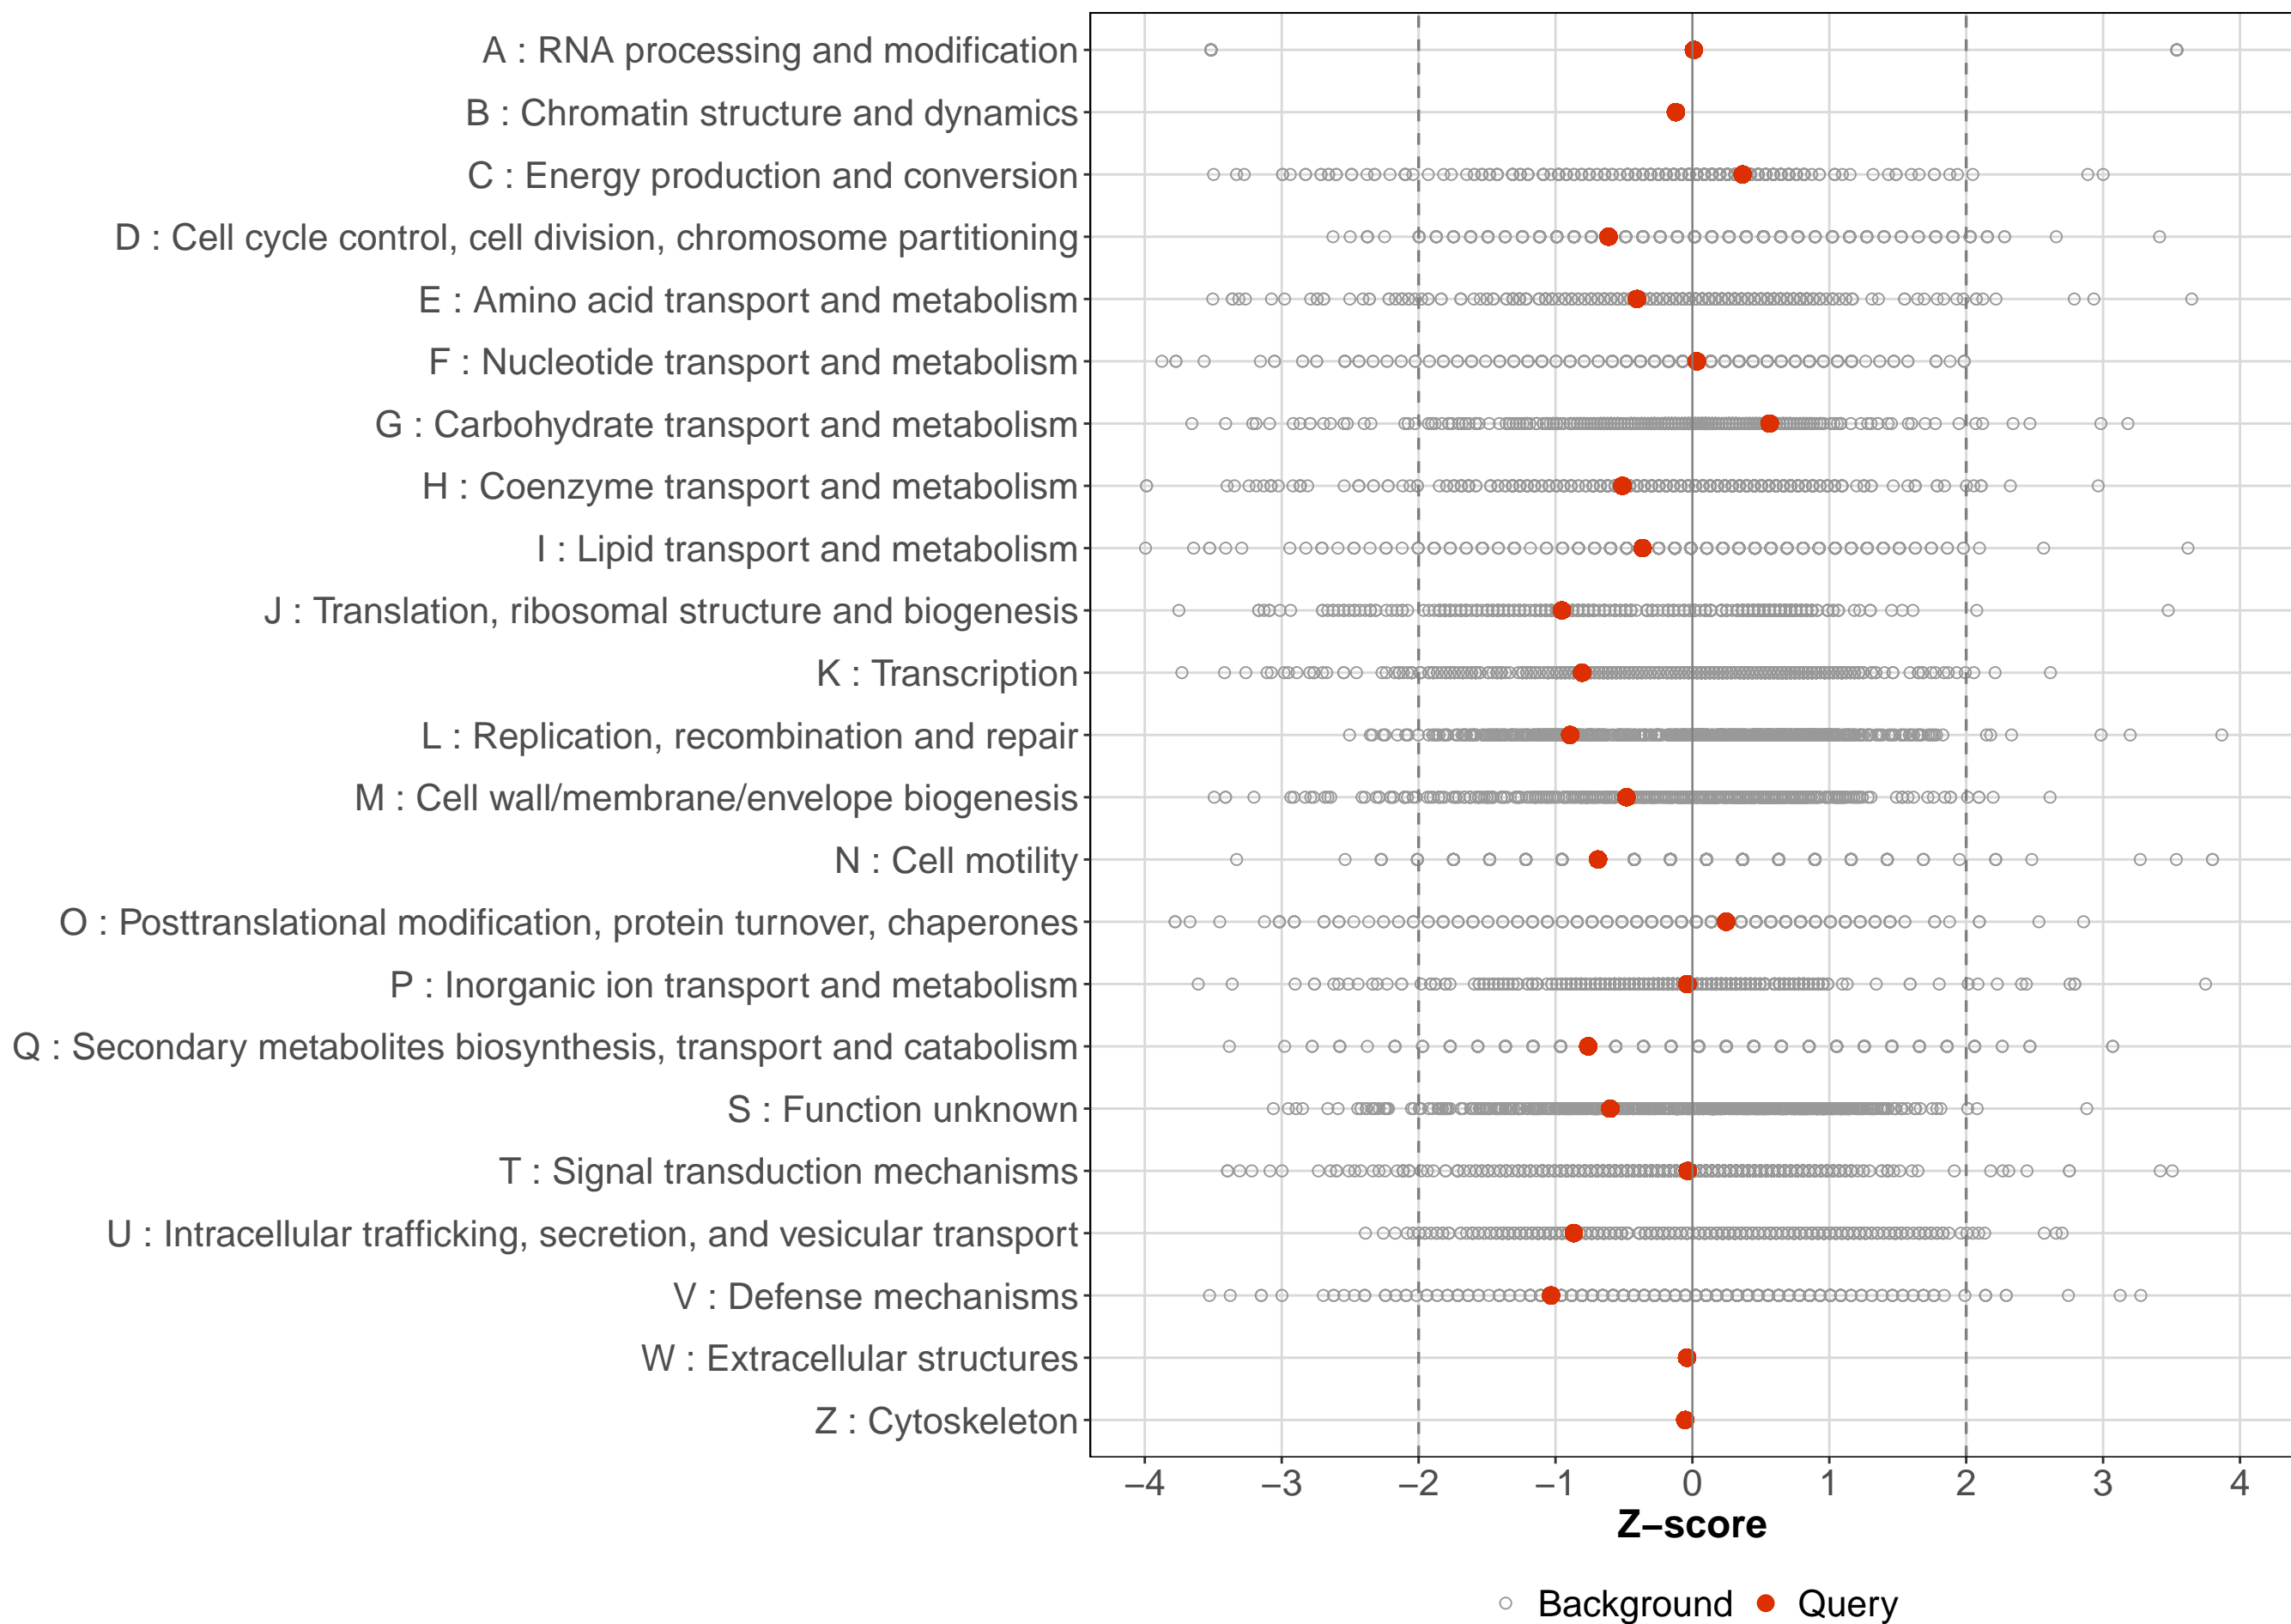 A : RNA processing and modification
B : Chromatin structure and dynamics
C : Energy production and conversion
D : Cell cycle control, cell division, chromosome partitioning
E : Amino acid transport and metabolism
F : Nucleotide transport and metabolism
G : Carbohydrate transport and metabolism
H : Coenzyme transport and metabolism
I : Lipid transport and metabolism
J : Translation, ribosomal structure and biogenesis
K : Transcription
L : Replication, recombination and repair
M : Cell wall/membrane/envelope biogenesis
N : Cell motility
O : Posttranslational modification, protein turnover, chaperones
P : Inorganic ion transport and metabolism
Q : Secondary metabolites biosynthesis, transport and catabolism
S : Function unknown
T : Signal transduction mechanisms
U : Intracellular trafficking, secretion, and vesicular transport
V : Defense mechanisms
W : Extracellular structures
Z : Cytoskeleton
−4 −3 −2 −1 0 1 2 3 4
Z−score
Background Query